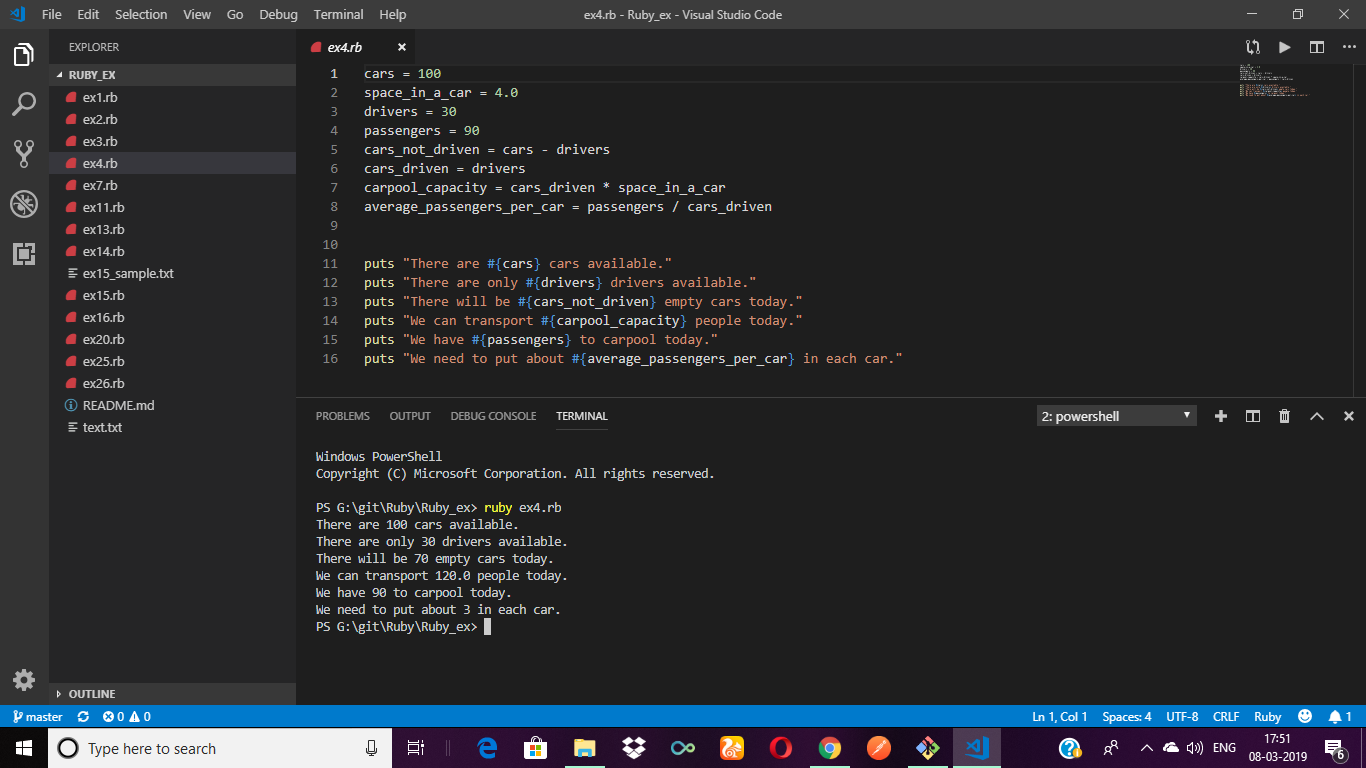 File Edit Selection View Go Debug Terminal Help
ex4.rb - Ruby_ex - Visual Studio Code
EXPLORER
RUBY_EX
ex1.rb
ex2.rb
ex3.rb
ex4.rb
ex7.rb
ex11.rb
ex13.rb
ex14.rb
ex15_sample.txt
ex15.rb
ex16.rb
ex20.rb
ex25.rb
ex26.rb
README.md
text.txt
OUTLINE
ex4.rb
1 cars = 100
2 space_in_a_car = 4.0
3 drivers = 30
4 passengers = 90
5 cars_not_driven = cars - drivers
6 cars_driven = drivers
7 carpool_capacity = cars_driven * space_in_a_car
8 average_passengers_per_car = passengers / cars_driven
9
10
11 puts "There are #{cars} cars available."
12 puts "There are only #{drivers} drivers available."
13 puts "There will be #{cars_not_driven} empty cars today."
14 puts "We can transport #{carpool_capacity} people today."
15 puts "We have #{passengers} to carpool today."
16 puts "We need to put about #{average_passengers_per_car} in each car."
PROBLEMS OUTPUT DEBUG CONSOLE TERMINAL
2: powershell
Windows PowerShell
Copyright (C) Microsoft Corporation. All rights reserved.
PS G:\git\Ruby\Ruby_ex> ruby ex4.rb
There are 100 cars available.
There are only 30 drivers available.
There will be 70 empty cars today.
We can transport 120.0 people today.
We have 90 to carpool today.
We need to put about 3 in each car.
PS G:\git\Ruby\Ruby_ex>
master 0 0
Ln 1, Col 1 Spaces: 4 UTF-8 CRLF Ruby 1
Type here to search
ENG
17:51
08-03-2019
6